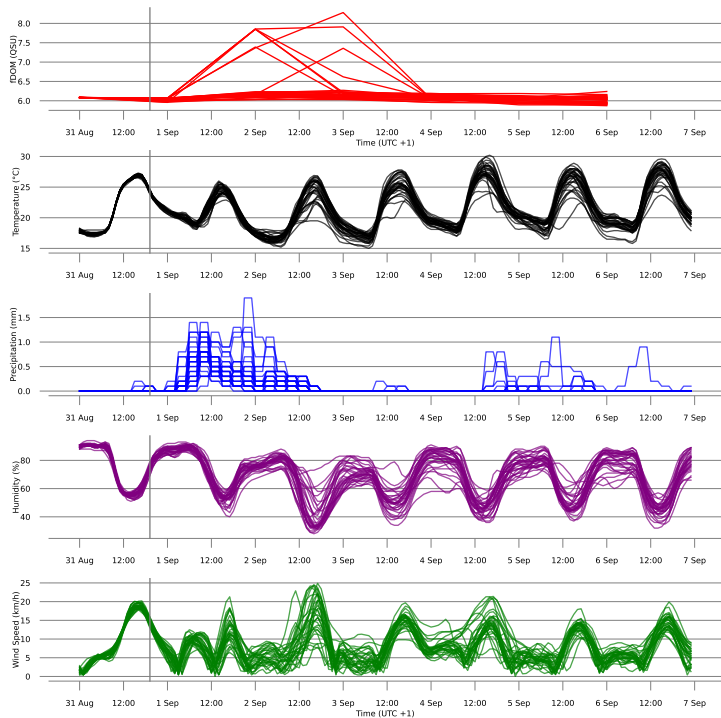 fDOM (QSU)
8.0
7.5
7.0
6.5
6.0
31 Aug 12:00 1 Sep 12:00 2 Sep 12:00 3 Sep 12:00 4 Sep 12:00 5 Sep 12:00 6 Sep 12:00 7 Sep
Time (UTC +1)
Temperature (°C)
30
25
20
15
31 Aug 12:00 1 Sep 12:00 2 Sep 12:00 3 Sep 12:00 4 Sep 12:00 5 Sep 12:00 6 Sep 12:00 7 Sep
Precipitation (mm)
1.5
1.0
0.5
0.0
31 Aug 12:00 1 Sep 12:00 2 Sep 12:00 3 Sep 12:00 4 Sep 12:00 5 Sep 12:00 6 Sep 12:00 7 Sep
Humidity (%)
80
60
40
31 Aug 12:00 1 Sep 12:00 2 Sep 12:00 3 Sep 12:00 4 Sep 12:00 5 Sep 12:00 6 Sep 12:00 7 Sep
Wind Speed (km/h)
25
20
15
10
5
0
31 Aug 12:00 1 Sep 12:00 2 Sep 12:00 3 Sep 12:00 4 Sep 12:00 5 Sep 12:00 6 Sep 12:00 7 Sep
Time (UTC +1)